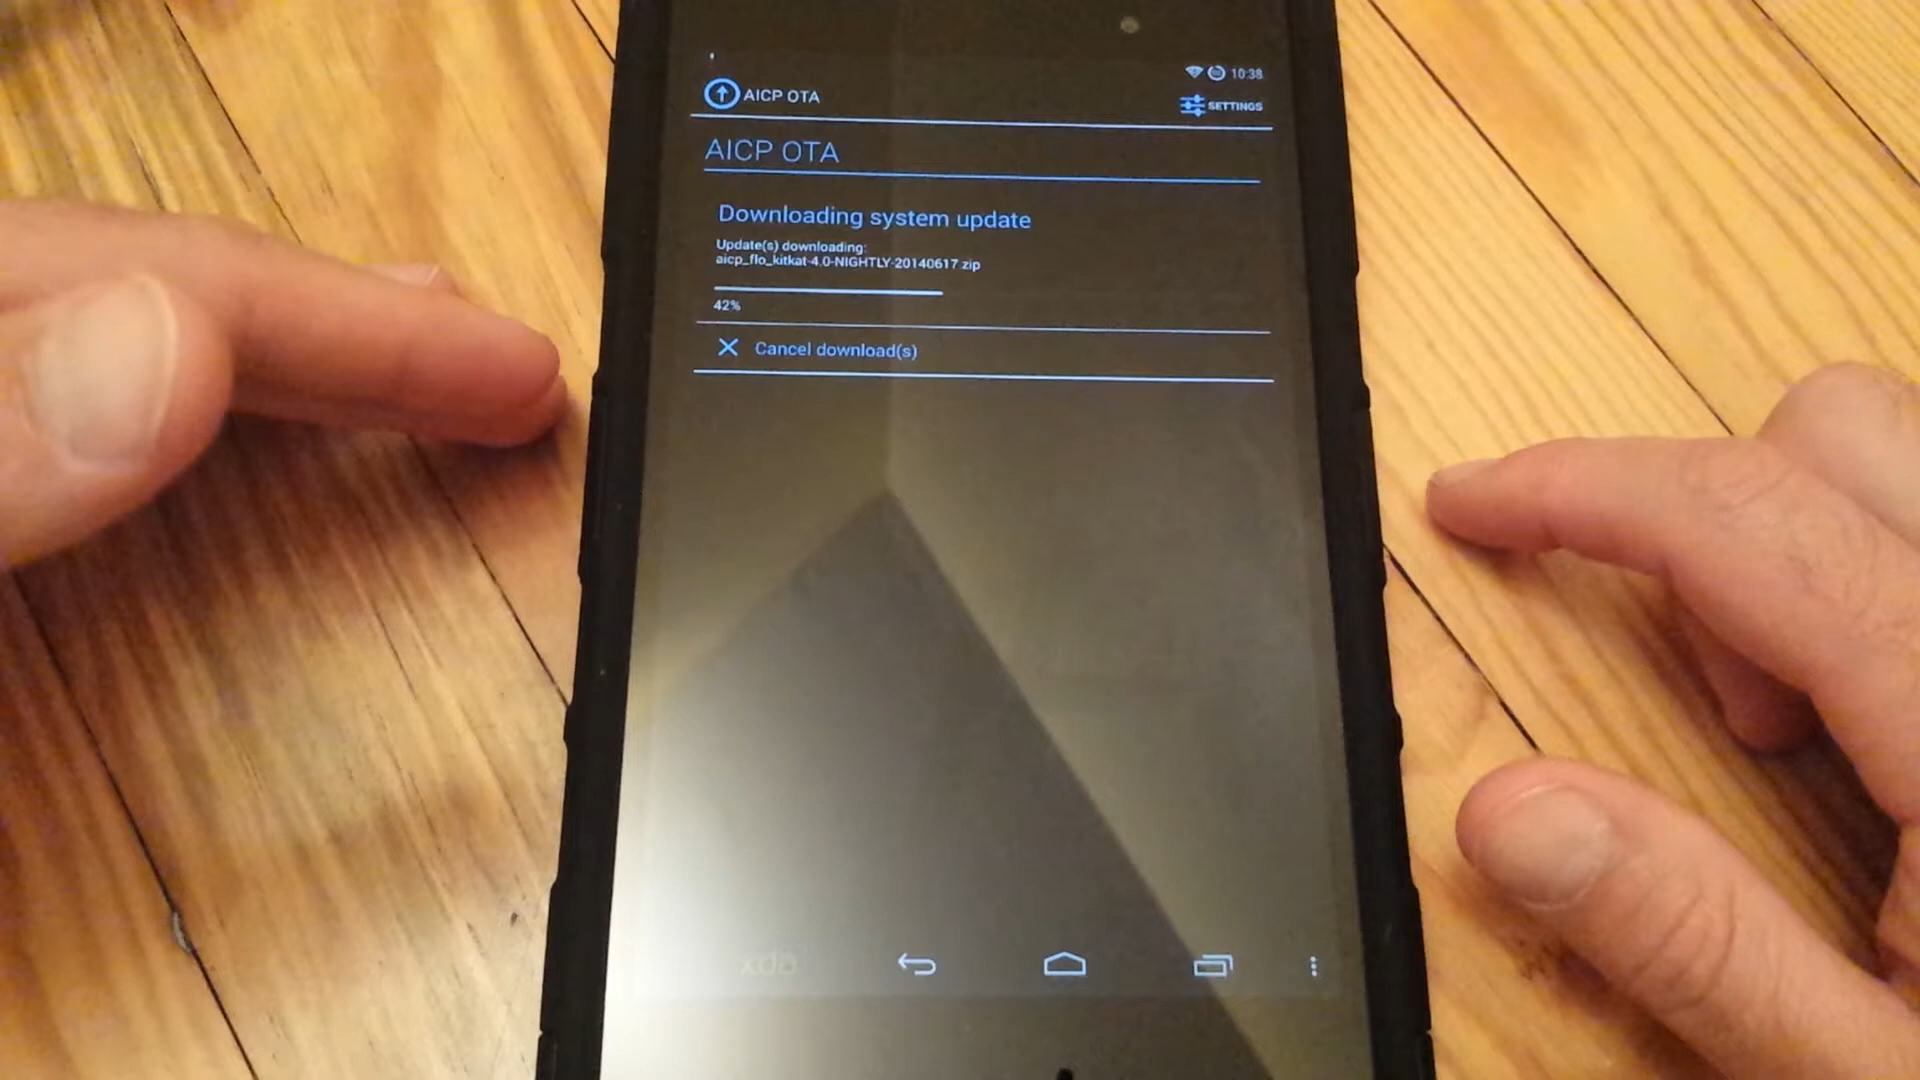 10:38
AICP OTA
SETTINGS
AICP OTA
Downloading system update
Update(s) downloading:
aicp_flo_kitkat-4.0-NIGHTLY-20140617.zip
42%
Cancel download(s)
xda